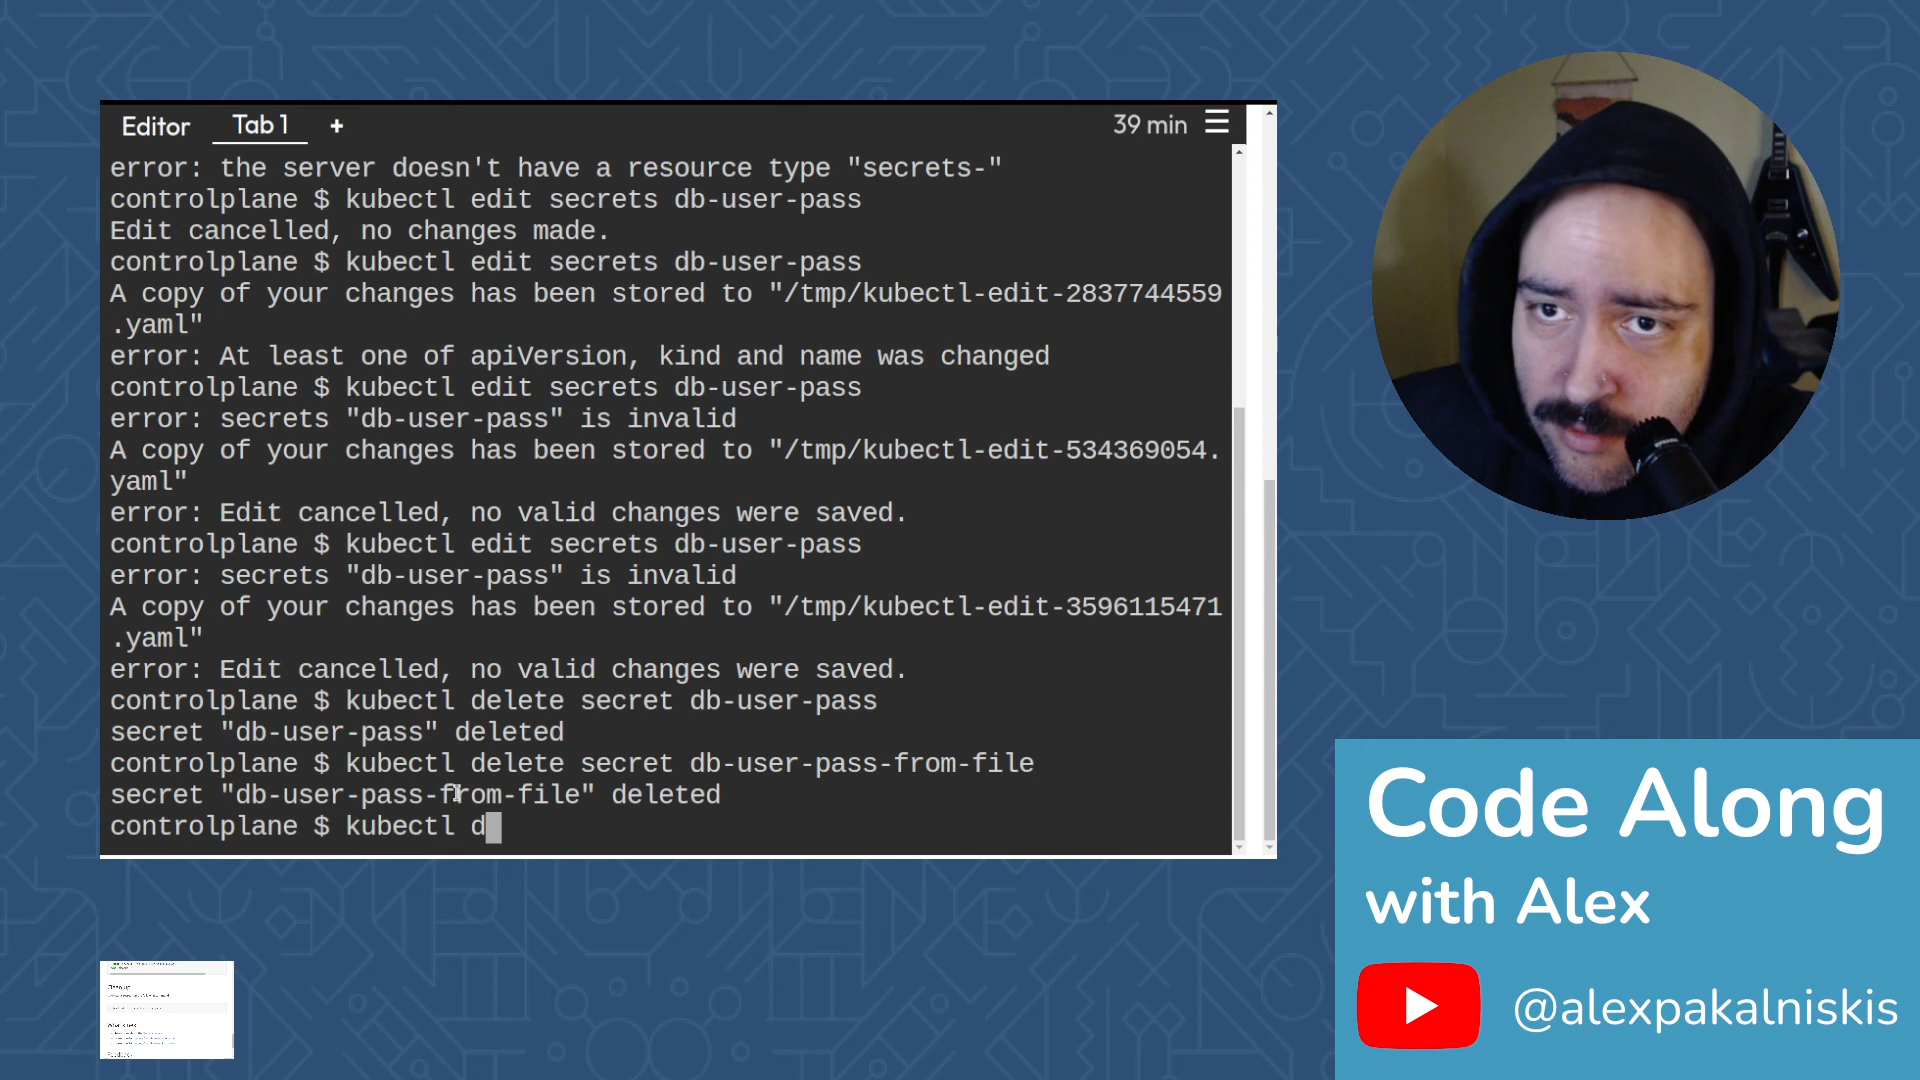 Editor Tab 1 + 39 min
error: the server doesn't have a resource type "secrets-"
controlplane $ kubectl edit secrets db-user-pass
Edit cancelled, no changes made.
controlplane $ kubectl edit secrets db-user-pass
A copy of your changes has been stored to "/tmp/kubectl-edit-2837744559
.yaml"
error: At least one of apiVersion, kind and name was changed
controlplane $ kubectl edit secrets db-user-pass
error: secrets "db-user-pass" is invalid
A copy of your changes has been stored to "/tmp/kubectl-edit-534369054.
yaml"
error: Edit cancelled, no valid changes were saved.
controlplane $ kubectl edit secrets db-user-pass
error: secrets "db-user-pass" is invalid
A copy of your changes has been stored to "/tmp/kubectl-edit-3596115471
.yaml"
error: Edit cancelled, no valid changes were saved.
controlplane $ kubectl delete secret db-user-pass
secret "db-user-pass" deleted
controlplane $ kubectl delete secret db-user-pass-from-file
secret "db-user-pass-from-file" deleted
controlplane $ kubectl d
Code Along
with Alex
@alexpakalniskis
Clean up
Feedback